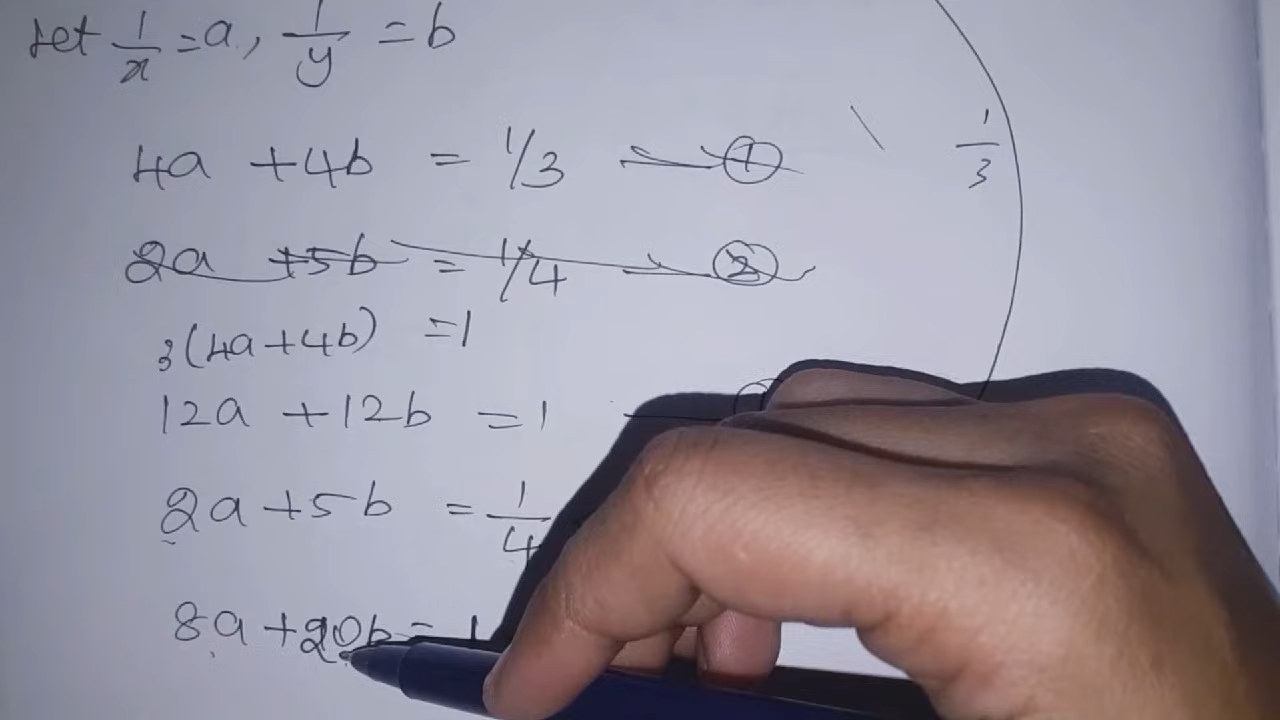 Let 1/x = a, 1/y = b
4a + 4b = 1/3 1
1/3
2a + 5b = 1/4 2
3(4a+4b) = 1
12a + 12b = 1
2a + 5b = 1/4
8a + 20b = 1